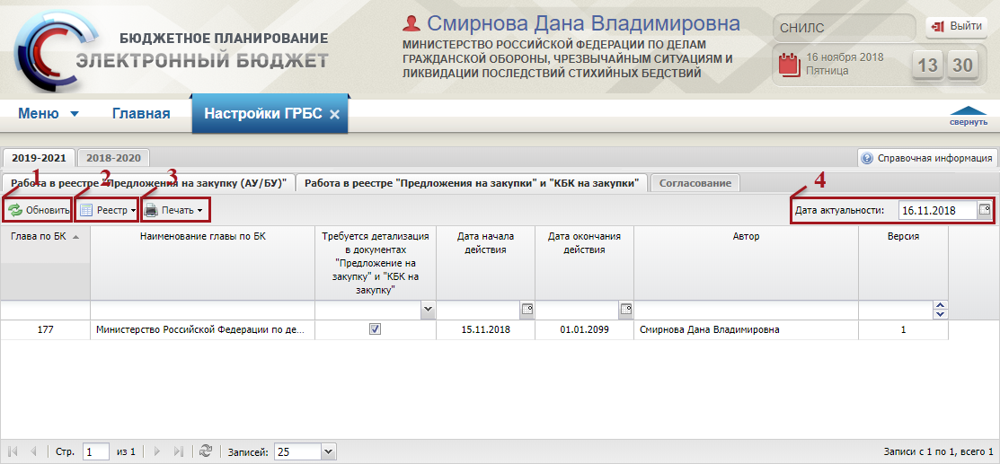 БЮДЖЕТНОЕ ПЛАНИРОВАНИЕ
ЭЛЕКТРОННЫЙ БЮДЖЕТ
Смирнова Дана Владимировна
МИНИСТЕРСТВО РОССИЙСКОЙ ФЕДЕРАЦИИ ПО ДЕЛАМ
ГРАЖДАНСКОЙ ОБОРОНЫ, ЧРЕЗВЫЧАЙНЫМ СИТУАЦИЯМ И
ЛИКВИДАЦИИ ПОСЛЕДСТВИЙ СТИХИЙНЫХ БЕДСТВИЙ
СНИЛС
Выйти
16 ноября 2018
Пятница
13 30
Меню Главная Настройки ГРБС
свернуть
2019-2021 2018-2020
Справочная информация
1 2 3 4
Работа в реестре "Предложения на закупку (АУ/БУ)" Работа в реестре "Предложения на закупки" и "КБК на закупки" Согласование
Обновить Реестр Печать Дата актуальности: 16.11.2018
Глава по БК
Наименование главы по БК
Требуется детализация
в документах
"Предложение на
закупку" и "КБК на
закупку"
Дата начала
действия
Дата окончания
действия
Автор
Версия
177 Министерство Российской Федерации по де... 15.11.2018 01.01.2099 Смирнова Дана Владимировна 1
Стр. 1 из 1 Записей: 25 Записи с 1 по 1, всего 1